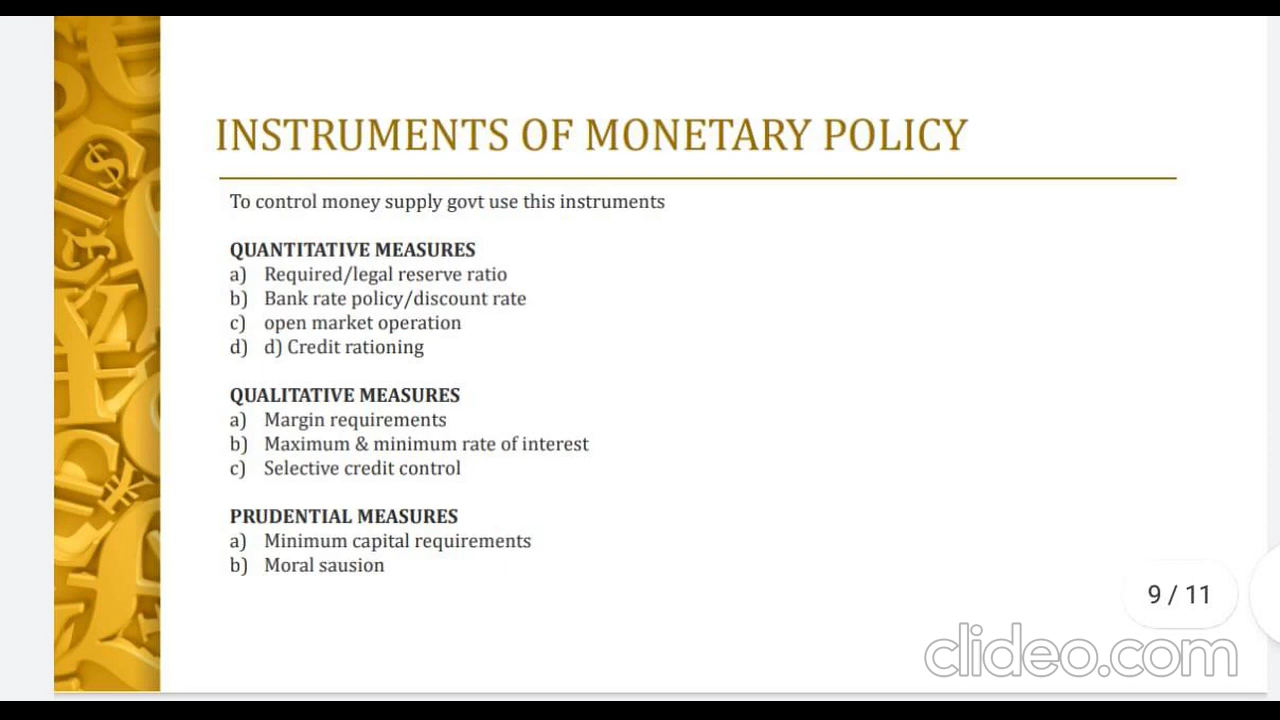 INSTRUMENTS OF MONETARY POLICY
To control money supply govt use this instruments
QUANTITATIVE MEASURES
a) Required/legal reserve ratio
b) Bank rate policy/discount rate
c) open market operation
d) d) Credit rationing
QUALITATIVE MEASURES
a) Margin requirements
b) Maximum & minimum rate of interest
c) Selective credit control
PRUDENTIAL MEASURES
a) Minimum capital requirements
b) Moral sausion
9 / 11
clideo.com